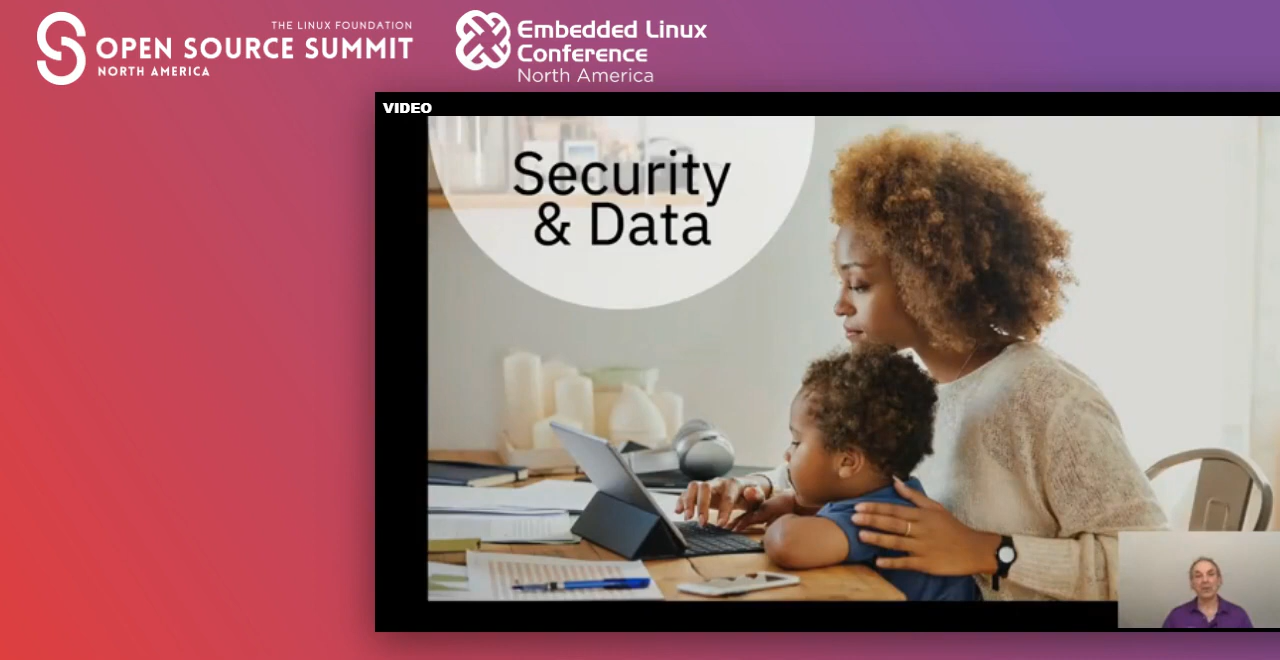 THE LINUX FOUNDATION
OPEN SOURCE SUMMIT
NORTH AMERICA
Embedded Linux
Conference
North America
VIDEO
Security
& Data